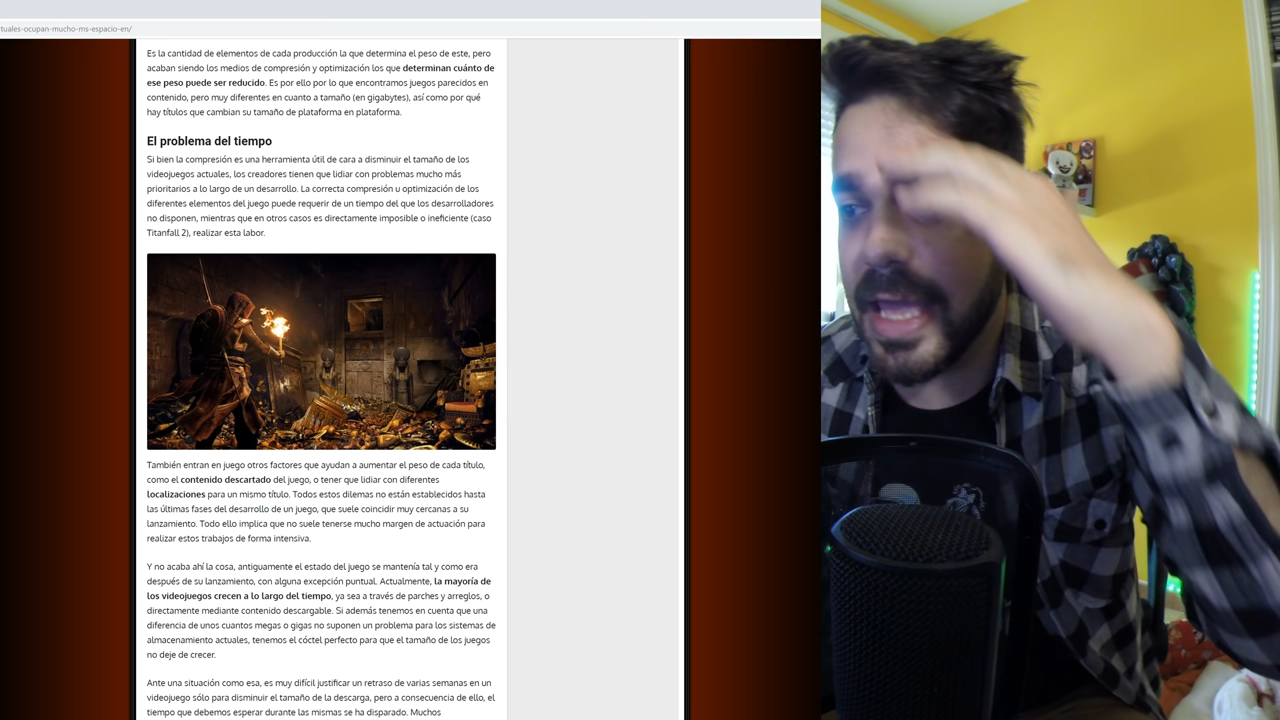 tuales-ocupan-mucho-ms-espacio-en/
Es la cantidad de elementos de cada producción la que determina el peso de este, pero
acaban siendo los medios de compresión y optimización los que determinan cuánto de
ese peso puede ser reducido. Es por ello por lo que encontramos juegos parecidos en
contenido, pero muy diferentes en cuanto a tamaño (en gigabytes), así como por qué
hay títulos que cambian su tamaño de plataforma en plataforma.
El problema del tiempo
Si bien la compresión es una herramienta útil de cara a disminuir el tamaño de los
videojuegos actuales, los creadores tienen que lidiar con problemas mucho más
prioritarios a lo largo de un desarrollo. La correcta compresión u optimización de los
diferentes elementos del juego puede requerir de un tiempo del que los desarrolladores
no disponen, mientras que en otros casos es directamente imposible o ineficiente (caso
Titanfall 2), realizar esta labor.
También entran en juego otros factores que ayudan a aumentar el peso de cada título,
como el contenido descartado del juego, o tener que lidiar con diferentes
localizaciones para un mismo título. Todos estos dilemas no están establecidos hasta
las últimas fases del desarrollo de un juego, que suele coincidir muy cercanas a su
lanzamiento. Todo ello implica que no suele tenerse mucho margen de actuación para
realizar estos trabajos de forma intensiva.
Y no acaba ahí la cosa, antiguamente el estado del juego se mantenía tal y como era
después de su lanzamiento, con alguna excepción puntual. Actualmente, la mayoría de
los videojuegos crecen a lo largo del tiempo, ya sea a través de parches y arreglos, o
directamente mediante contenido descargable. Si además tenemos en cuenta que una
diferencia de unos cuantos megas o gigas no suponen un problema para los sistemas de
almacenamiento actuales, tenemos el cóctel perfecto para que el tamaño de los juegos
no deje de crecer.
Ante una situación como esa, es muy difícil justificar un retraso de varias semanas en un
videojuego sólo para disminuir el tamaño de la descarga, pero a consecuencia de ello, el
tiempo que debemos esperar durante las mismas se ha disparado. Muchos